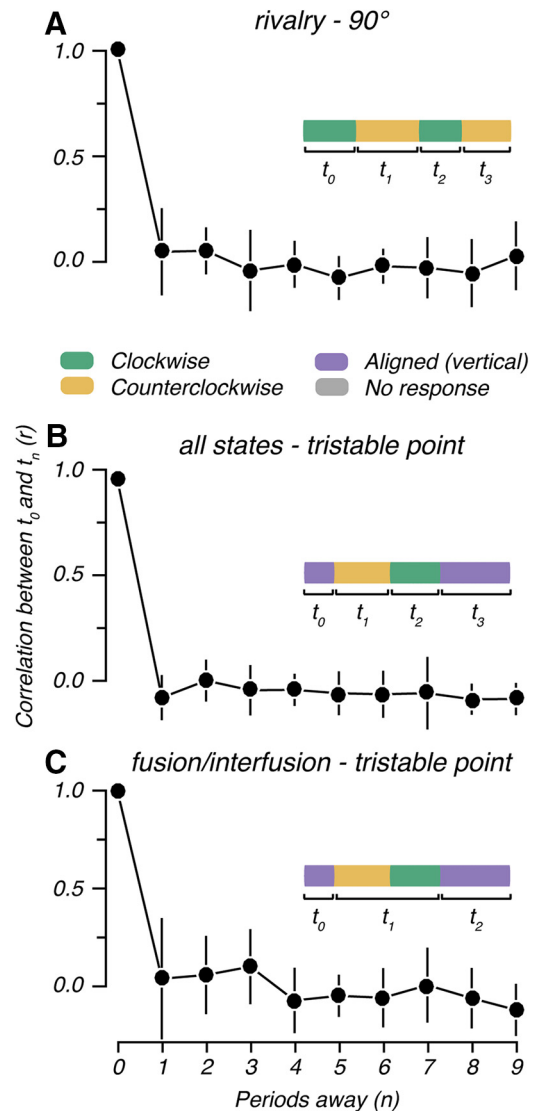 A
rivalry - 90°
1.0
0.5
0.0
t0 t1 t2 t3
Clockwise
Counterclockwise
Aligned (vertical)
No response
Correlation between t0 and tn (r)
B
all states - tristable point
1.0
0.5
0.0
t0 t1 t2 t3
C
fusion/interfusion - tristable point
1.0
0.5
0.0
t0 t1 t2
0 1 2 3 4 5 6 7 8 9
Periods away (n)